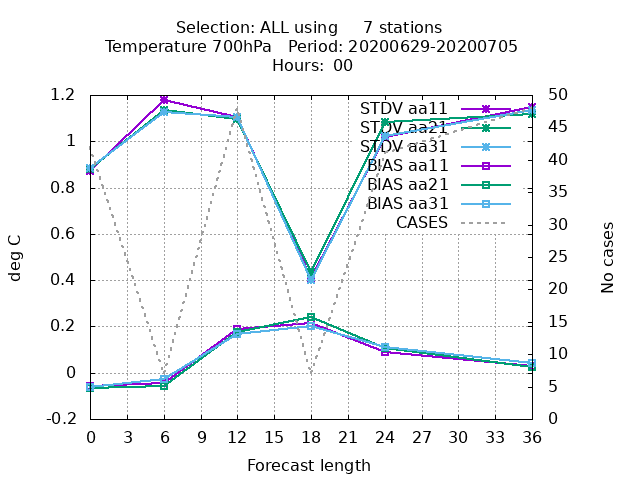 Selection: ALL using     7 stations
Temperature 700hPa   Period: 20200629-20200705
Hours:  00
1.2
1
0.8
0.6
0.4
0.2
0
-0.2
deg C
STDV aa11
STDV aa21
STDV aa31
BIAS aa11
BIAS aa21
BIAS aa31
CASES
50
45
40
35
30
25
20
15
10
5
0
No cases
0 3 6 9 12 15 18 21 24 27 30 33 36
Forecast length